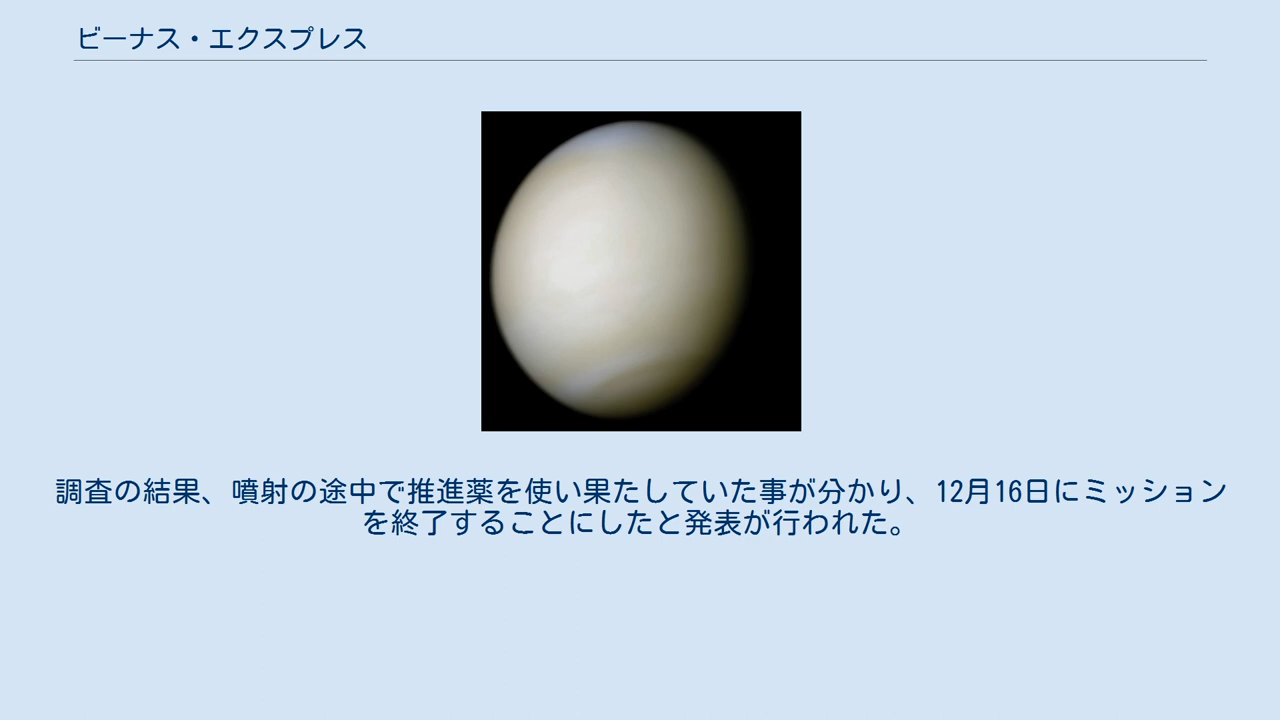 ビーナス・エクスプレス
調査の結果、噴射の途中で推進薬を使い果たしていた事が分かり、12月16日にミッション
を終了することにしたと発表が行われた。